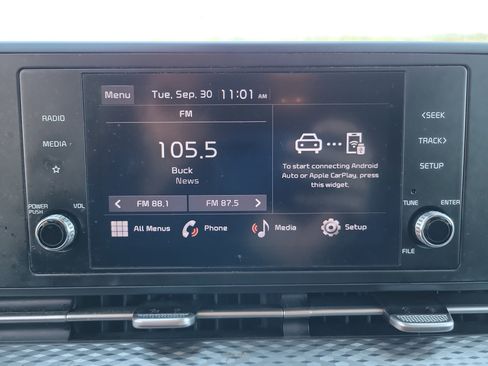 Menu Tue, Sep. 30 11:01 AM
FM
105.5
Buck
News
< FM 88.1 FM 87.5 >
To start connecting Android
Auto or Apple CarPlay, press
this widget.
All Menus Phone Media Setup
RADIO
MEDIA
POWER
PUSH
VOL
<SEEK
TRACK>
SETUP
TUNE
ENTER
FILE